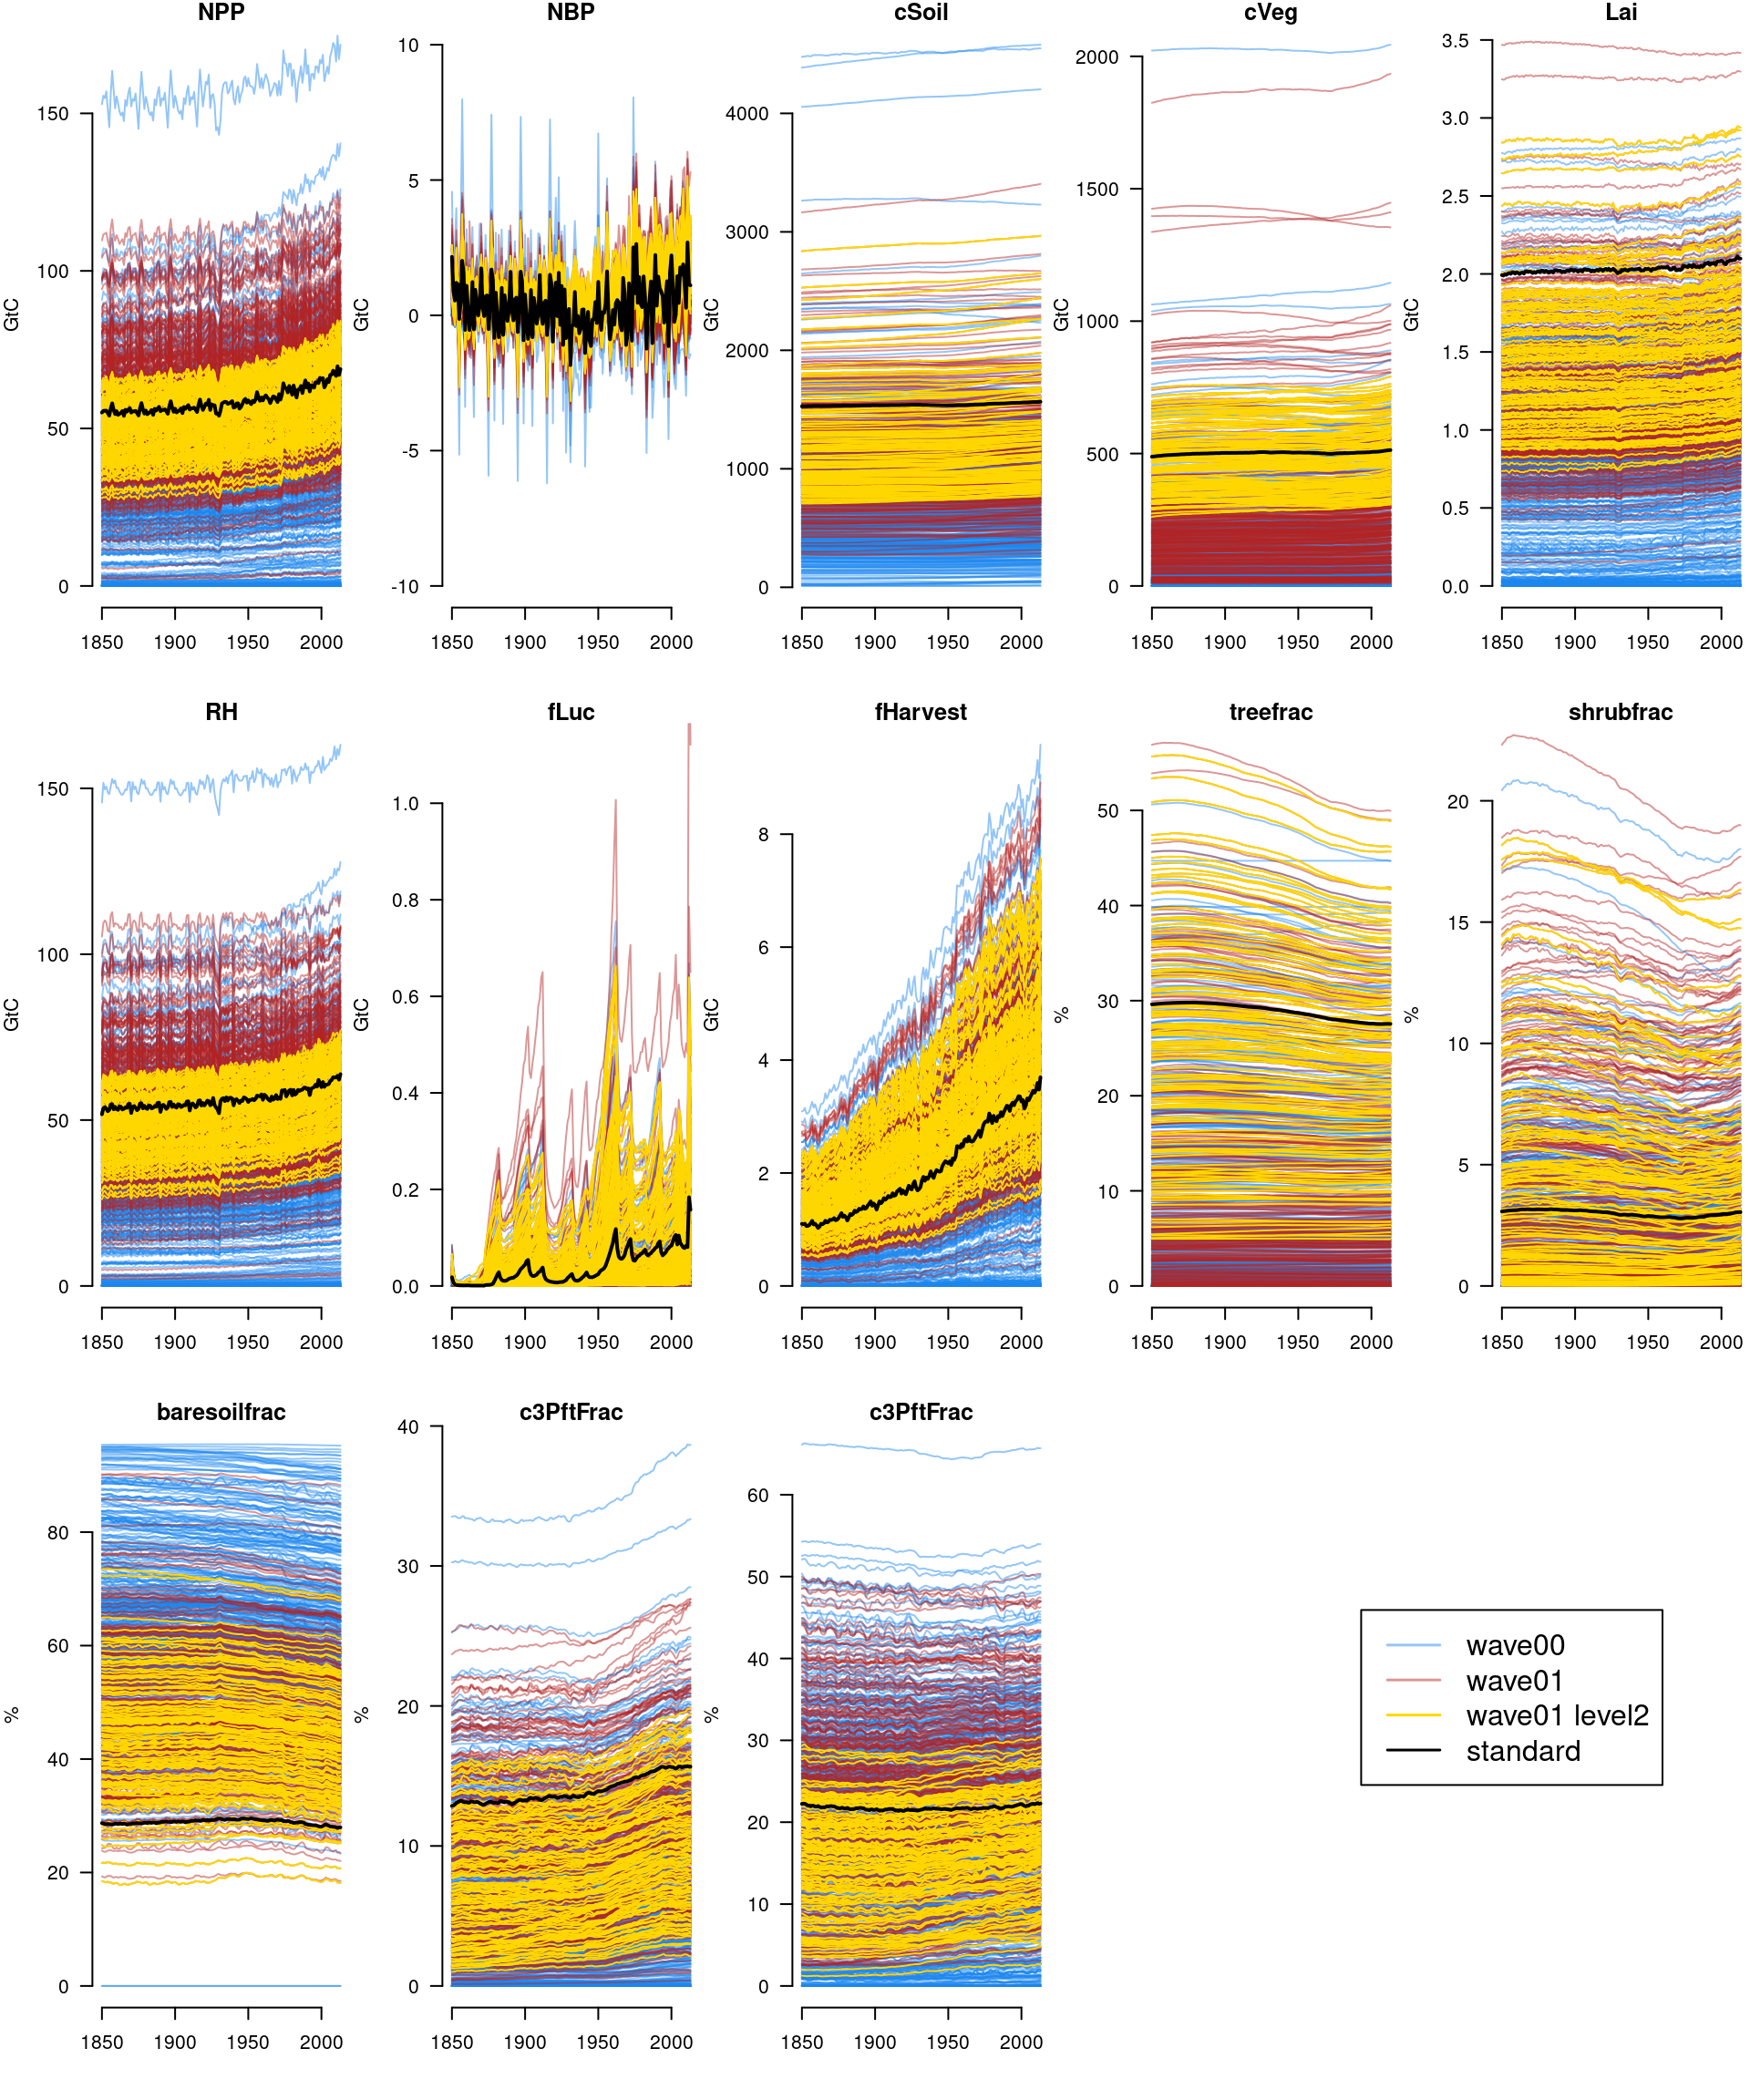 NPP
NBP
cSoil
cVeg
Lai
GtC
0
50
100
150
1850 1900 1950 2000
GtC
-10
-5
0
5
10
1850 1900 1950 2000
GtC
0
1000
2000
3000
4000
1850 1900 1950 2000
GtC
0
500
1000
1500
2000
1850 1900 1950 2000
GtC
0.0
0.5
1.0
1.5
2.0
2.5
3.0
3.5
1850 1900 1950 2000
RH
fLuc
fHarvest
treefrac
shrubfrac
GtC
0
50
100
150
1850 1900 1950 2000
GtC
0.0
0.2
0.4
0.6
0.8
1.0
1850 1900 1950 2000
GtC
0
2
4
6
8
1850 1900 1950 2000
%
0
10
20
30
40
50
1850 1900 1950 2000
%
0
5
10
15
20
1850 1900 1950 2000
baresoilfrac
c3PftFrac
c3PftFrac
%
0
20
40
60
80
1850 1900 1950 2000
%
0
10
20
30
40
1850 1900 1950 2000
%
0
10
20
30
40
50
60
1850 1900 1950 2000
wave00
wave01
wave01 level2
standard